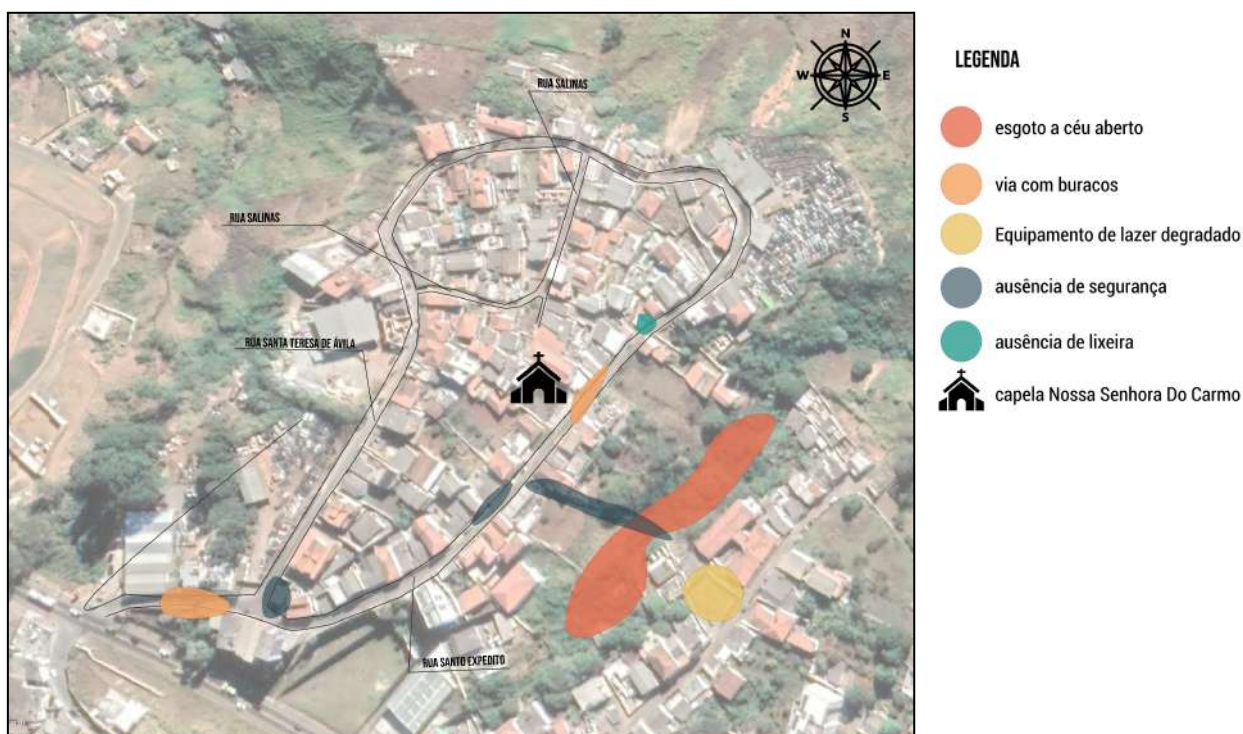 N
W
E
S
RUA SALINAS
RUA SALINAS
RUA SANTA TERESA DE ÁVILA
RUA SANTO EXPEDITO
LEGENDA
esgoto a céu aberto
via com buracos
Equipamento de lazer degradado
ausência de segurança
ausência de lixeira
capela Nossa Senhora Do Carmo